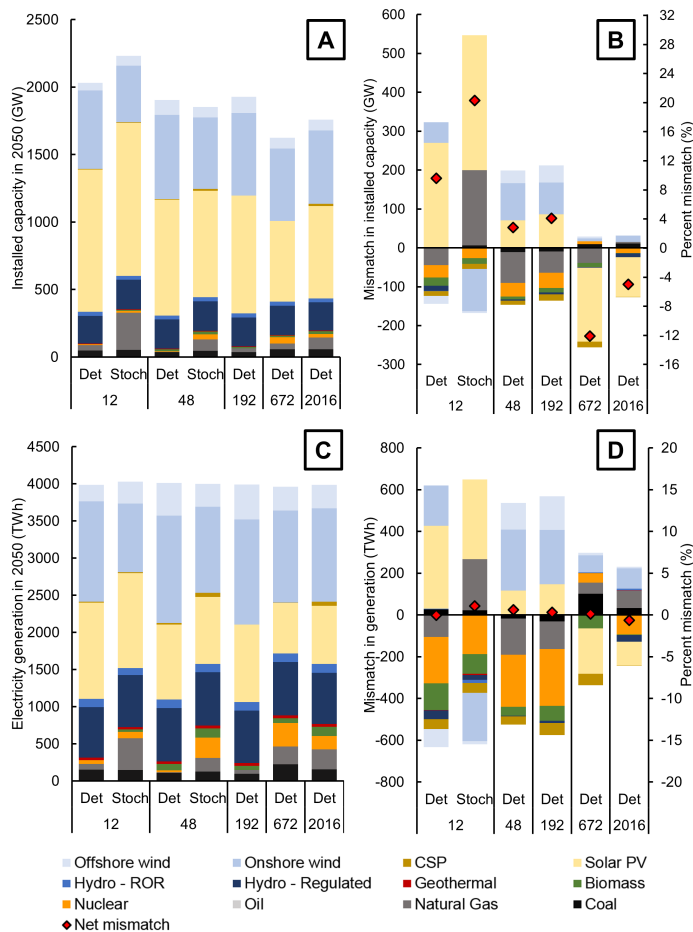 A
Installed capacity in 2050 (GW)
2500
2000
1500
1000
500
0
Det Stoch Det Stoch Det Det Det
12 48 192 672 2016
B
Mismatch in installed capacity (GW)
600
500
400
300
200
100
0
-100
-200
-300
Percent mismatch (%)
32
28
24
20
16
12
8
4
0
-4
-8
-12
-16
Det Stoch Det Det Det Det
12 48 192 672 2016
C
Electricity generation in 2050 (TWh)
4500
4000
3500
3000
2500
2000
1500
1000
500
0
Det Stoch Det Stoch Det Det Det
12 48 192 672 2016
D
Mismatch in generation (TWh)
800
600
400
200
0
-200
-400
-600
-800
Percent mismatch (%)
20
15
10
5
0
-5
-10
-15
-20
Det Stoch Det Det Det Det
12 48 192 672 2016
Offshore wind Onshore wind CSP Solar PV
Hydro - ROR Hydro - Regulated Geothermal Biomass
Nuclear Oil Natural Gas Coal
Net mismatch